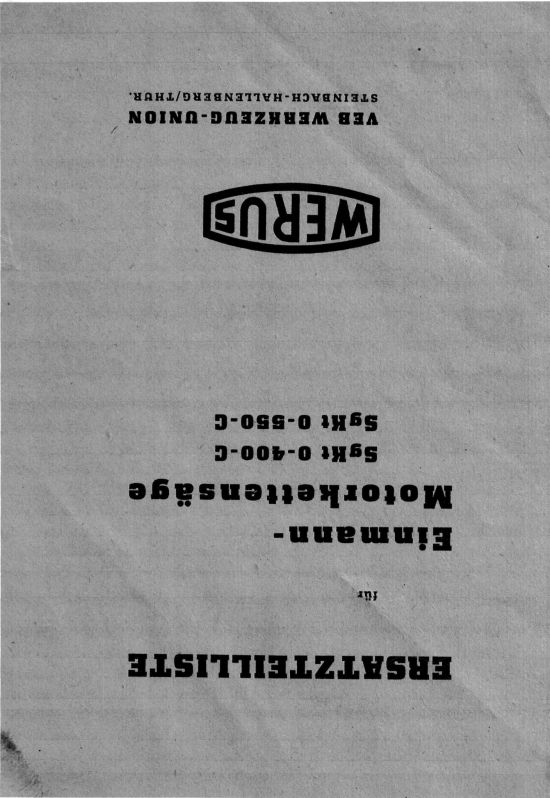 ERSATZTEILLISTE
für
Einmann-
Motorkettensäge
SgKt 0-400-C
SgKt 0-550-C
WERUS
VEB WERKZEUG-UNION
STEINBACH-HALLENBERG/THUR.